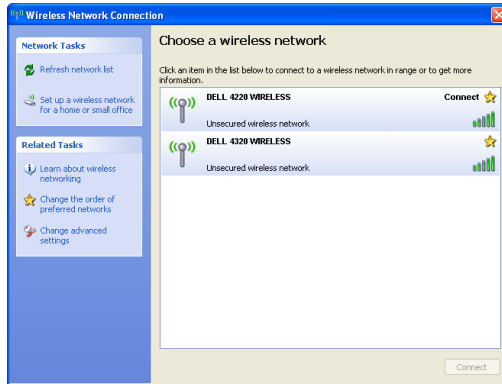 Wireless Network Connection
Network Tasks
Refresh network list
Set up a wireless network
for a home or small office
Related Tasks
Learn about wireless
networking
Change the order of
preferred networks
Change advanced
settings
Choose a wireless network
Click an item in the list below to connect to a wireless network in range or to get more
information.
DELL 4220 WIRELESS Connect
Unsecured wireless network
DELL 4320 WIRELESS
Unsecured wireless network
Connect